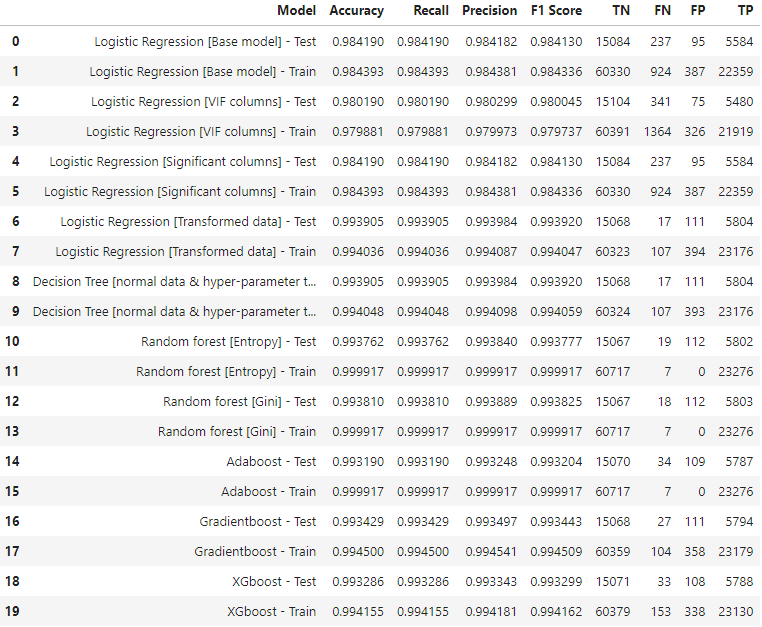 Model Accuracy Recall Precision F1 Score TN FN FP TP
0 Logistic Regression [Base model] - Test 0.984190 0.984190 0.984182 0.984130 15084 237 95 5584
1 Logistic Regression [Base model] - Train 0.984393 0.984393 0.984381 0.984336 60330 924 387 22359
2 Logistic Regression [VIF columns] - Test 0.980190 0.980190 0.980299 0.980045 15104 341 75 5480
3 Logistic Regression [VIF columns] - Train 0.979881 0.979881 0.979973 0.979737 60391 1364 326 21919
4 Logistic Regression [Significant columns] - Test 0.984190 0.984190 0.984182 0.984130 15084 237 95 5584
5 Logistic Regression [Significant columns] - Train 0.984393 0.984393 0.984381 0.984336 60330 924 387 22359
6 Logistic Regression [Transformed data] - Test 0.993905 0.993905 0.993984 0.993920 15068 17 111 5804
7 Logistic Regression [Transformed data] - Train 0.994036 0.994036 0.994087 0.994047 60323 107 394 23176
8 Decision Tree [normal data & hyper-parameter t... 0.993905 0.993905 0.993984 0.993920 15068 17 111 5804
9 Decision Tree [normal data & hyper-parameter t... 0.994048 0.994048 0.994098 0.994059 60324 107 393 23176
10 Random forest [Entropy] - Test 0.993762 0.993762 0.993840 0.993777 15067 19 112 5802
11 Random forest [Entropy] - Train 0.999917 0.999917 0.999917 0.999917 60717 7 0 23276
12 Random forest [Gini] - Test 0.993810 0.993810 0.993889 0.993825 15067 18 112 5803
13 Random forest [Gini] - Train 0.999917 0.999917 0.999917 0.999917 60717 7 0 23276
14 Adaboost - Test 0.993190 0.993190 0.993248 0.993204 15070 34 109 5787
15 Adaboost - Train 0.999917 0.999917 0.999917 0.999917 60717 7 0 23276
16 Gradientboost - Test 0.993429 0.993429 0.993497 0.993443 15068 27 111 5794
17 Gradientboost - Train 0.994500 0.994500 0.994541 0.994509 60359 104 358 23179
18 XGboost - Test 0.993286 0.993286 0.993343 0.993299 15071 33 108 5788
19 XGboost - Train 0.994155 0.994155 0.994181 0.994162 60379 153 338 23130